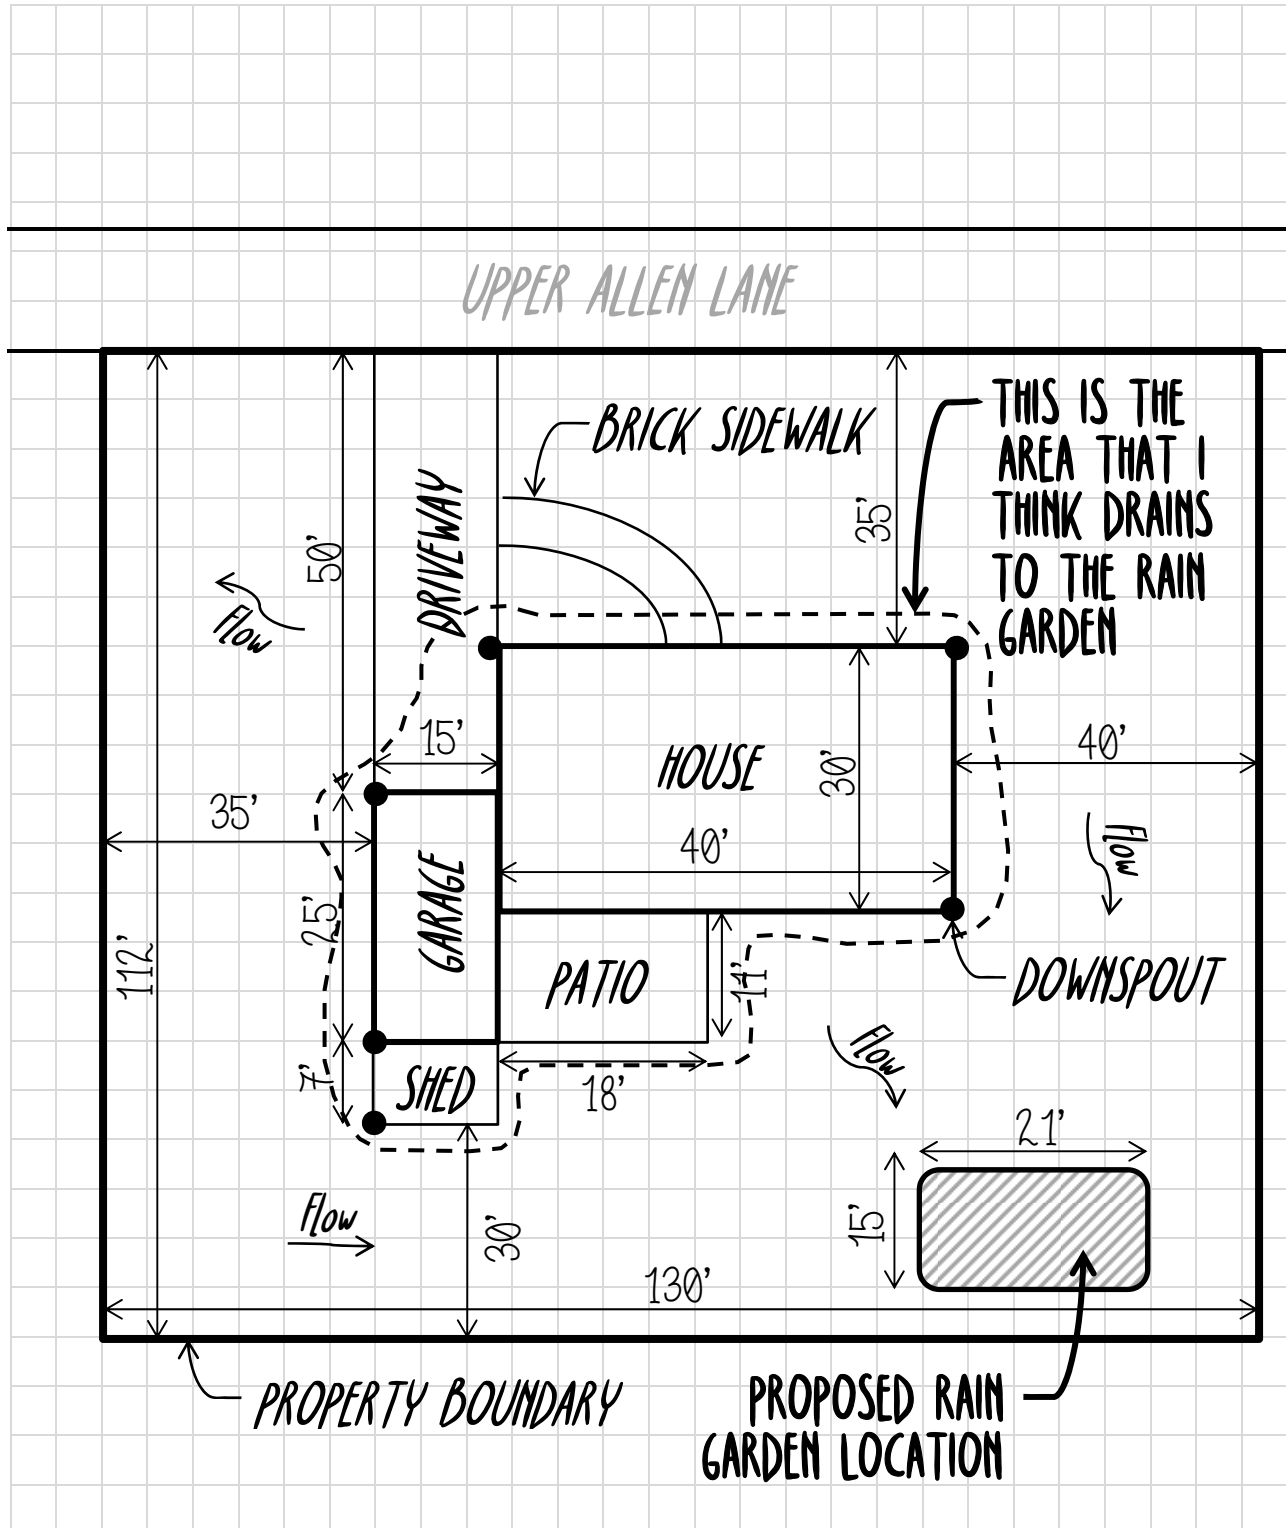 UPPER ALLEN LANE
THIS IS THE
AREA THAT I
THINK DRAINS
TO THE RAIN
GARDEN
BRICK SIDEWALK
DRIVEWAY
35'
50'
Flow
15'
HOUSE
30'
40'
40'
35'
Flow
GARAGE
25'
112'
PATIO
11'
DOWNSPOUT
Flow
SHED
7'
18'
21'
15'
Flow
30'
130'
PROPERTY BOUNDARY
PROPOSED RAIN
GARDEN LOCATION